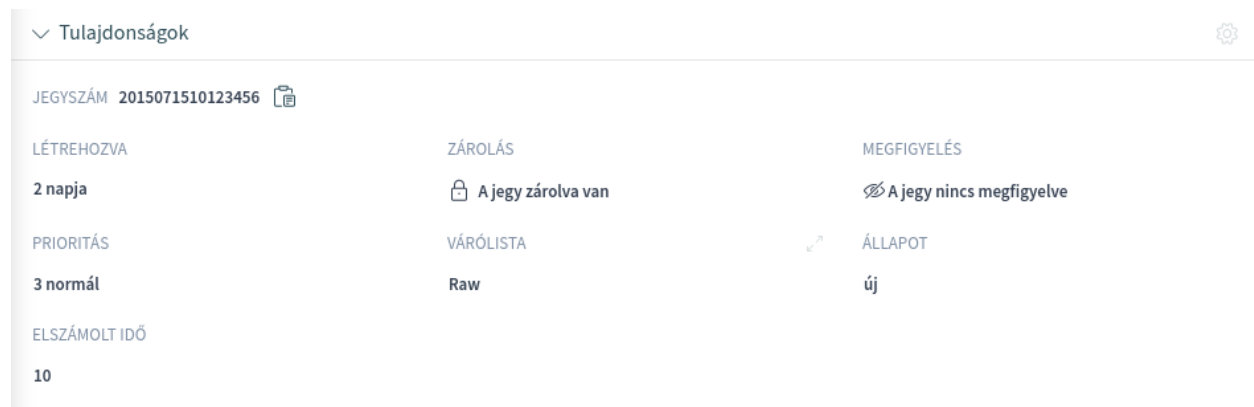 Tulajdonságok
JEGYSZÁM 2015071510123456
LÉTREHOZVA ZÁROLÁS MEGFIGYELÉS
2 napja A jegy zárolva van A jegy nincs megfigyelve
PRIORITÁS VÁRÓLISTA ÁLLAPOT
3 normál Raw új
ELSZÁMOLT IDŐ
10